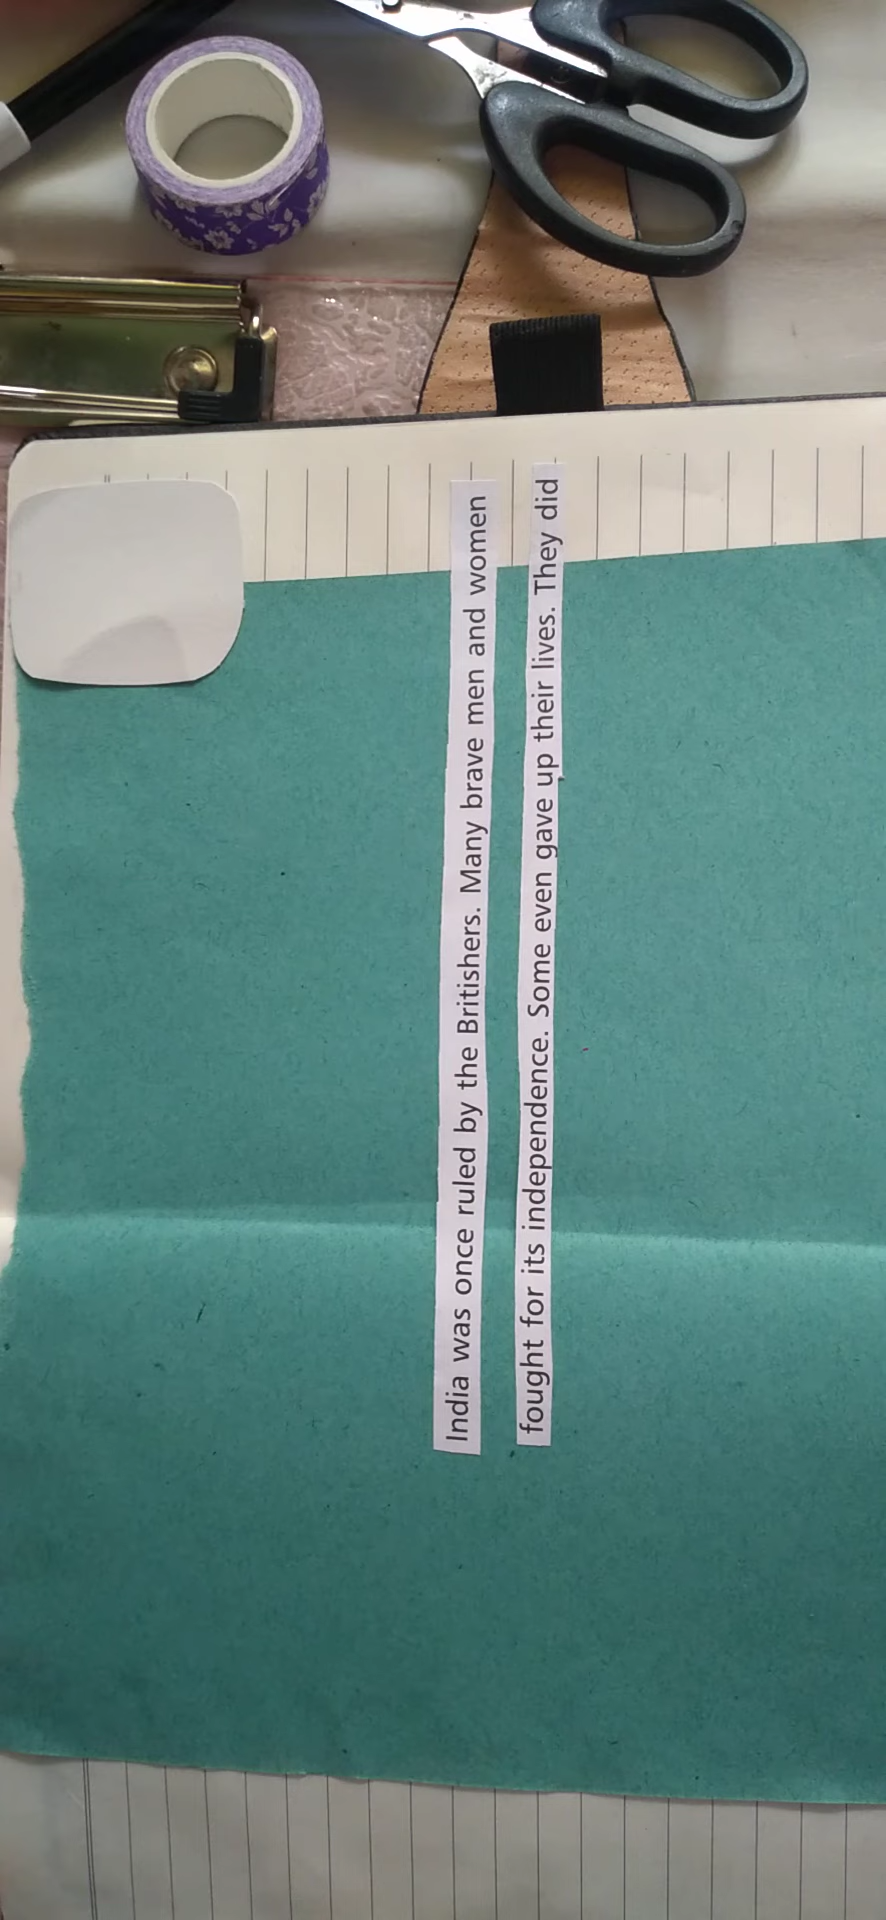 India was once ruled by the Britishers. Many brave men and women
fought for its independence. Some even gave up their lives. They did